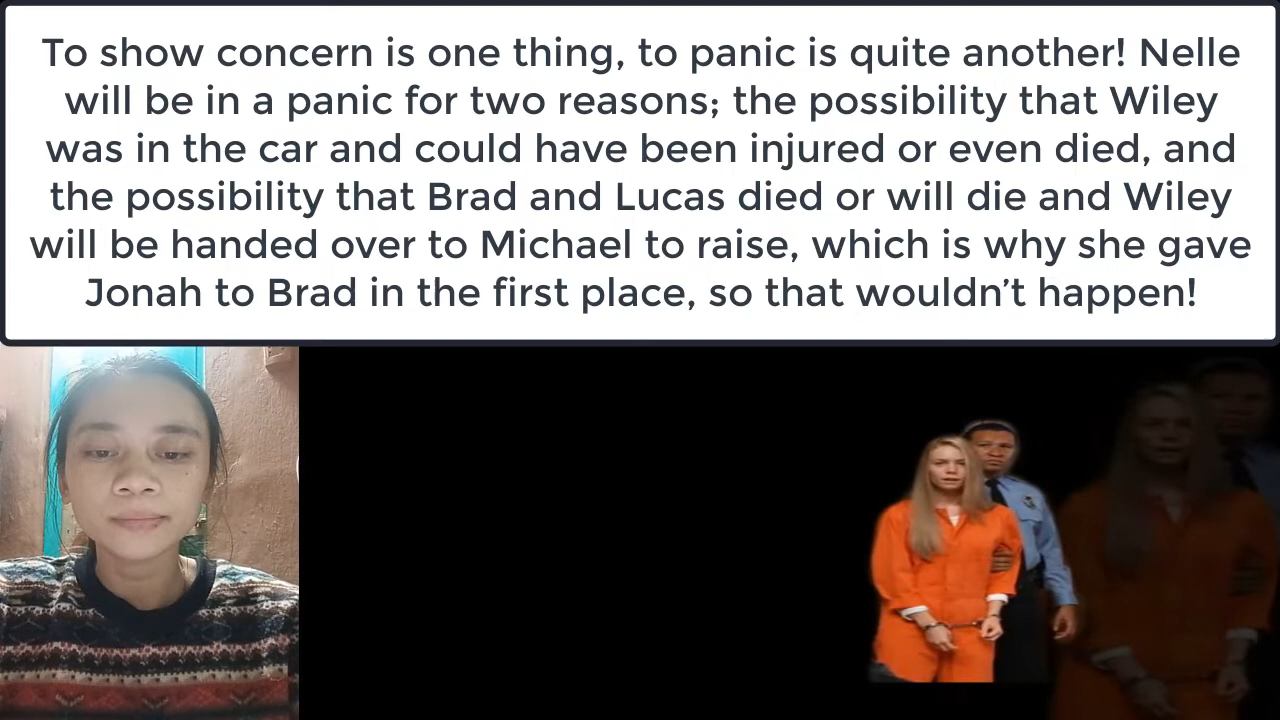 To show concern is one thing, to panic is quite another! Nelle
will be in a panic for two reasons; the possibility that Wiley
was in the car and could have been injured or even died, and
the possibility that Brad and Lucas died or will die and Wiley
will be handed over to Michael to raise, which is why she gave
Jonah to Brad in the first place, so that wouldn’t happen!